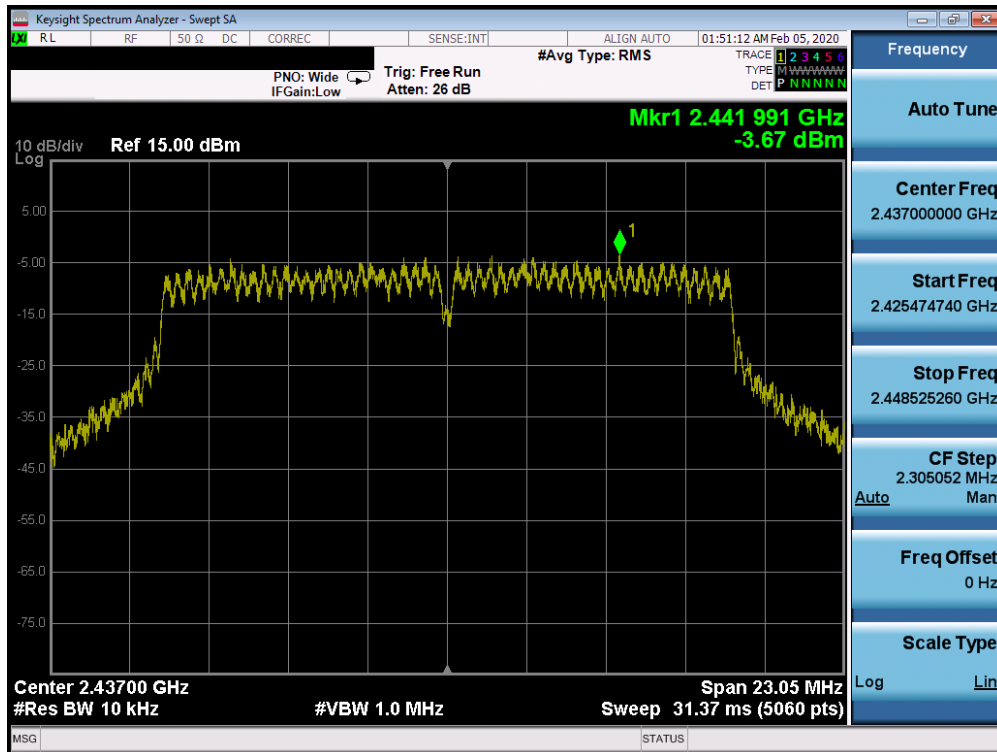 Keysight Spectrum Analyzer - Swept SA
LXI RL RF 50 Ω DC CORREC SENSE:INT ALIGN AUTO 01:51:12 AM Feb 05, 2020
PNO: Wide
IFGain:Low
Trig: Free Run
Atten: 26 dB
#Avg Type: RMS
TRACE 1 2 3 4 5 6
TYPE M WWWWW
DET P N N N N N
Mkr1 2.441 991 GHz
-3.67 dBm
10 dB/div Ref 15.00 dBm
Log
1
5.00
-5.00
-15.0
-25.0
-35.0
-45.0
-55.0
-65.0
-75.0
Center 2.43700 GHz Span 23.05 MHz
#Res BW 10 kHz #VBW 1.0 MHz Sweep 31.37 ms (5060 pts)
MSG STATUS
Frequency
Auto Tune
Center Freq
2.437000000 GHz
Start Freq
2.425474740 GHz
Stop Freq
2.448525260 GHz
CF Step
2.305052 MHz
Auto Man
Freq Offset
0 Hz
Scale Type
Log Lin